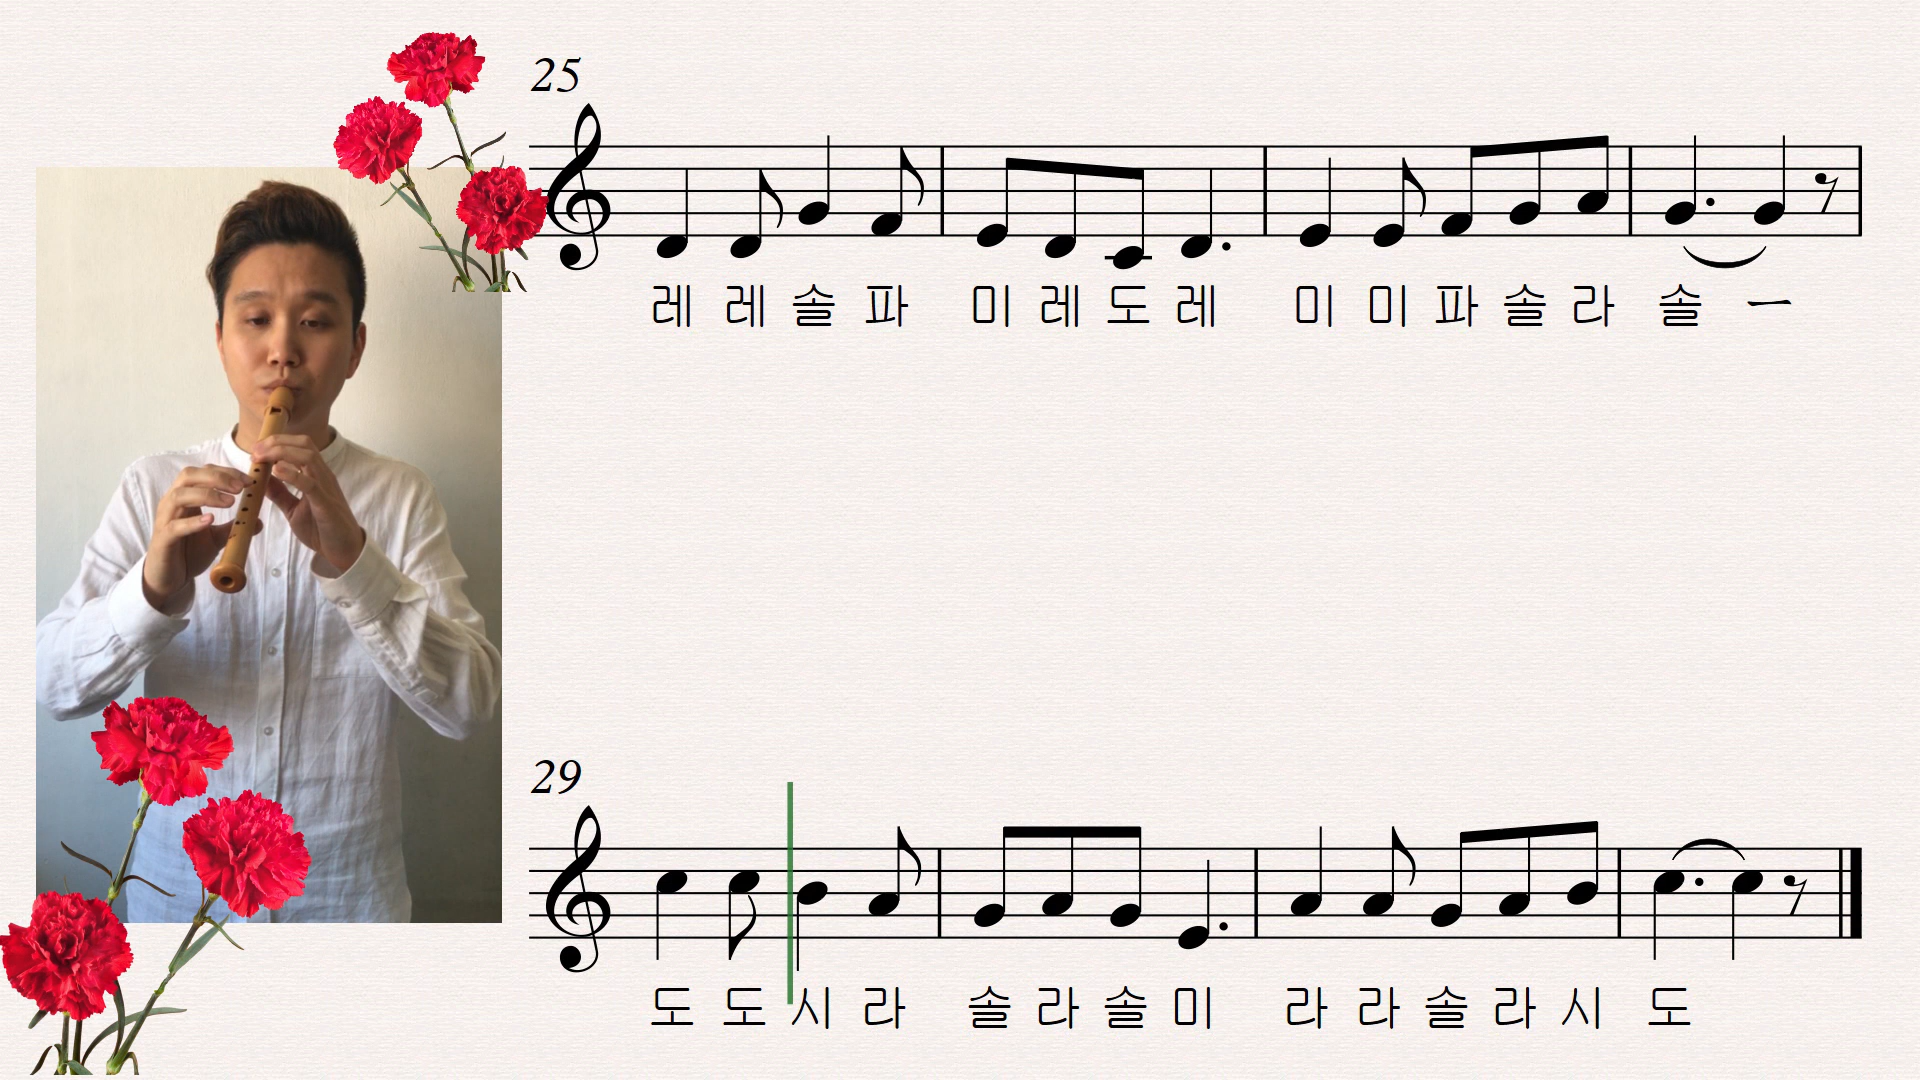 25
레 레 솔 파 미 레 도 레 미 미 파 솔 라 솔 ー
29
도 도 시 라 솔 라 솔 미 라 라 솔 라 시 도